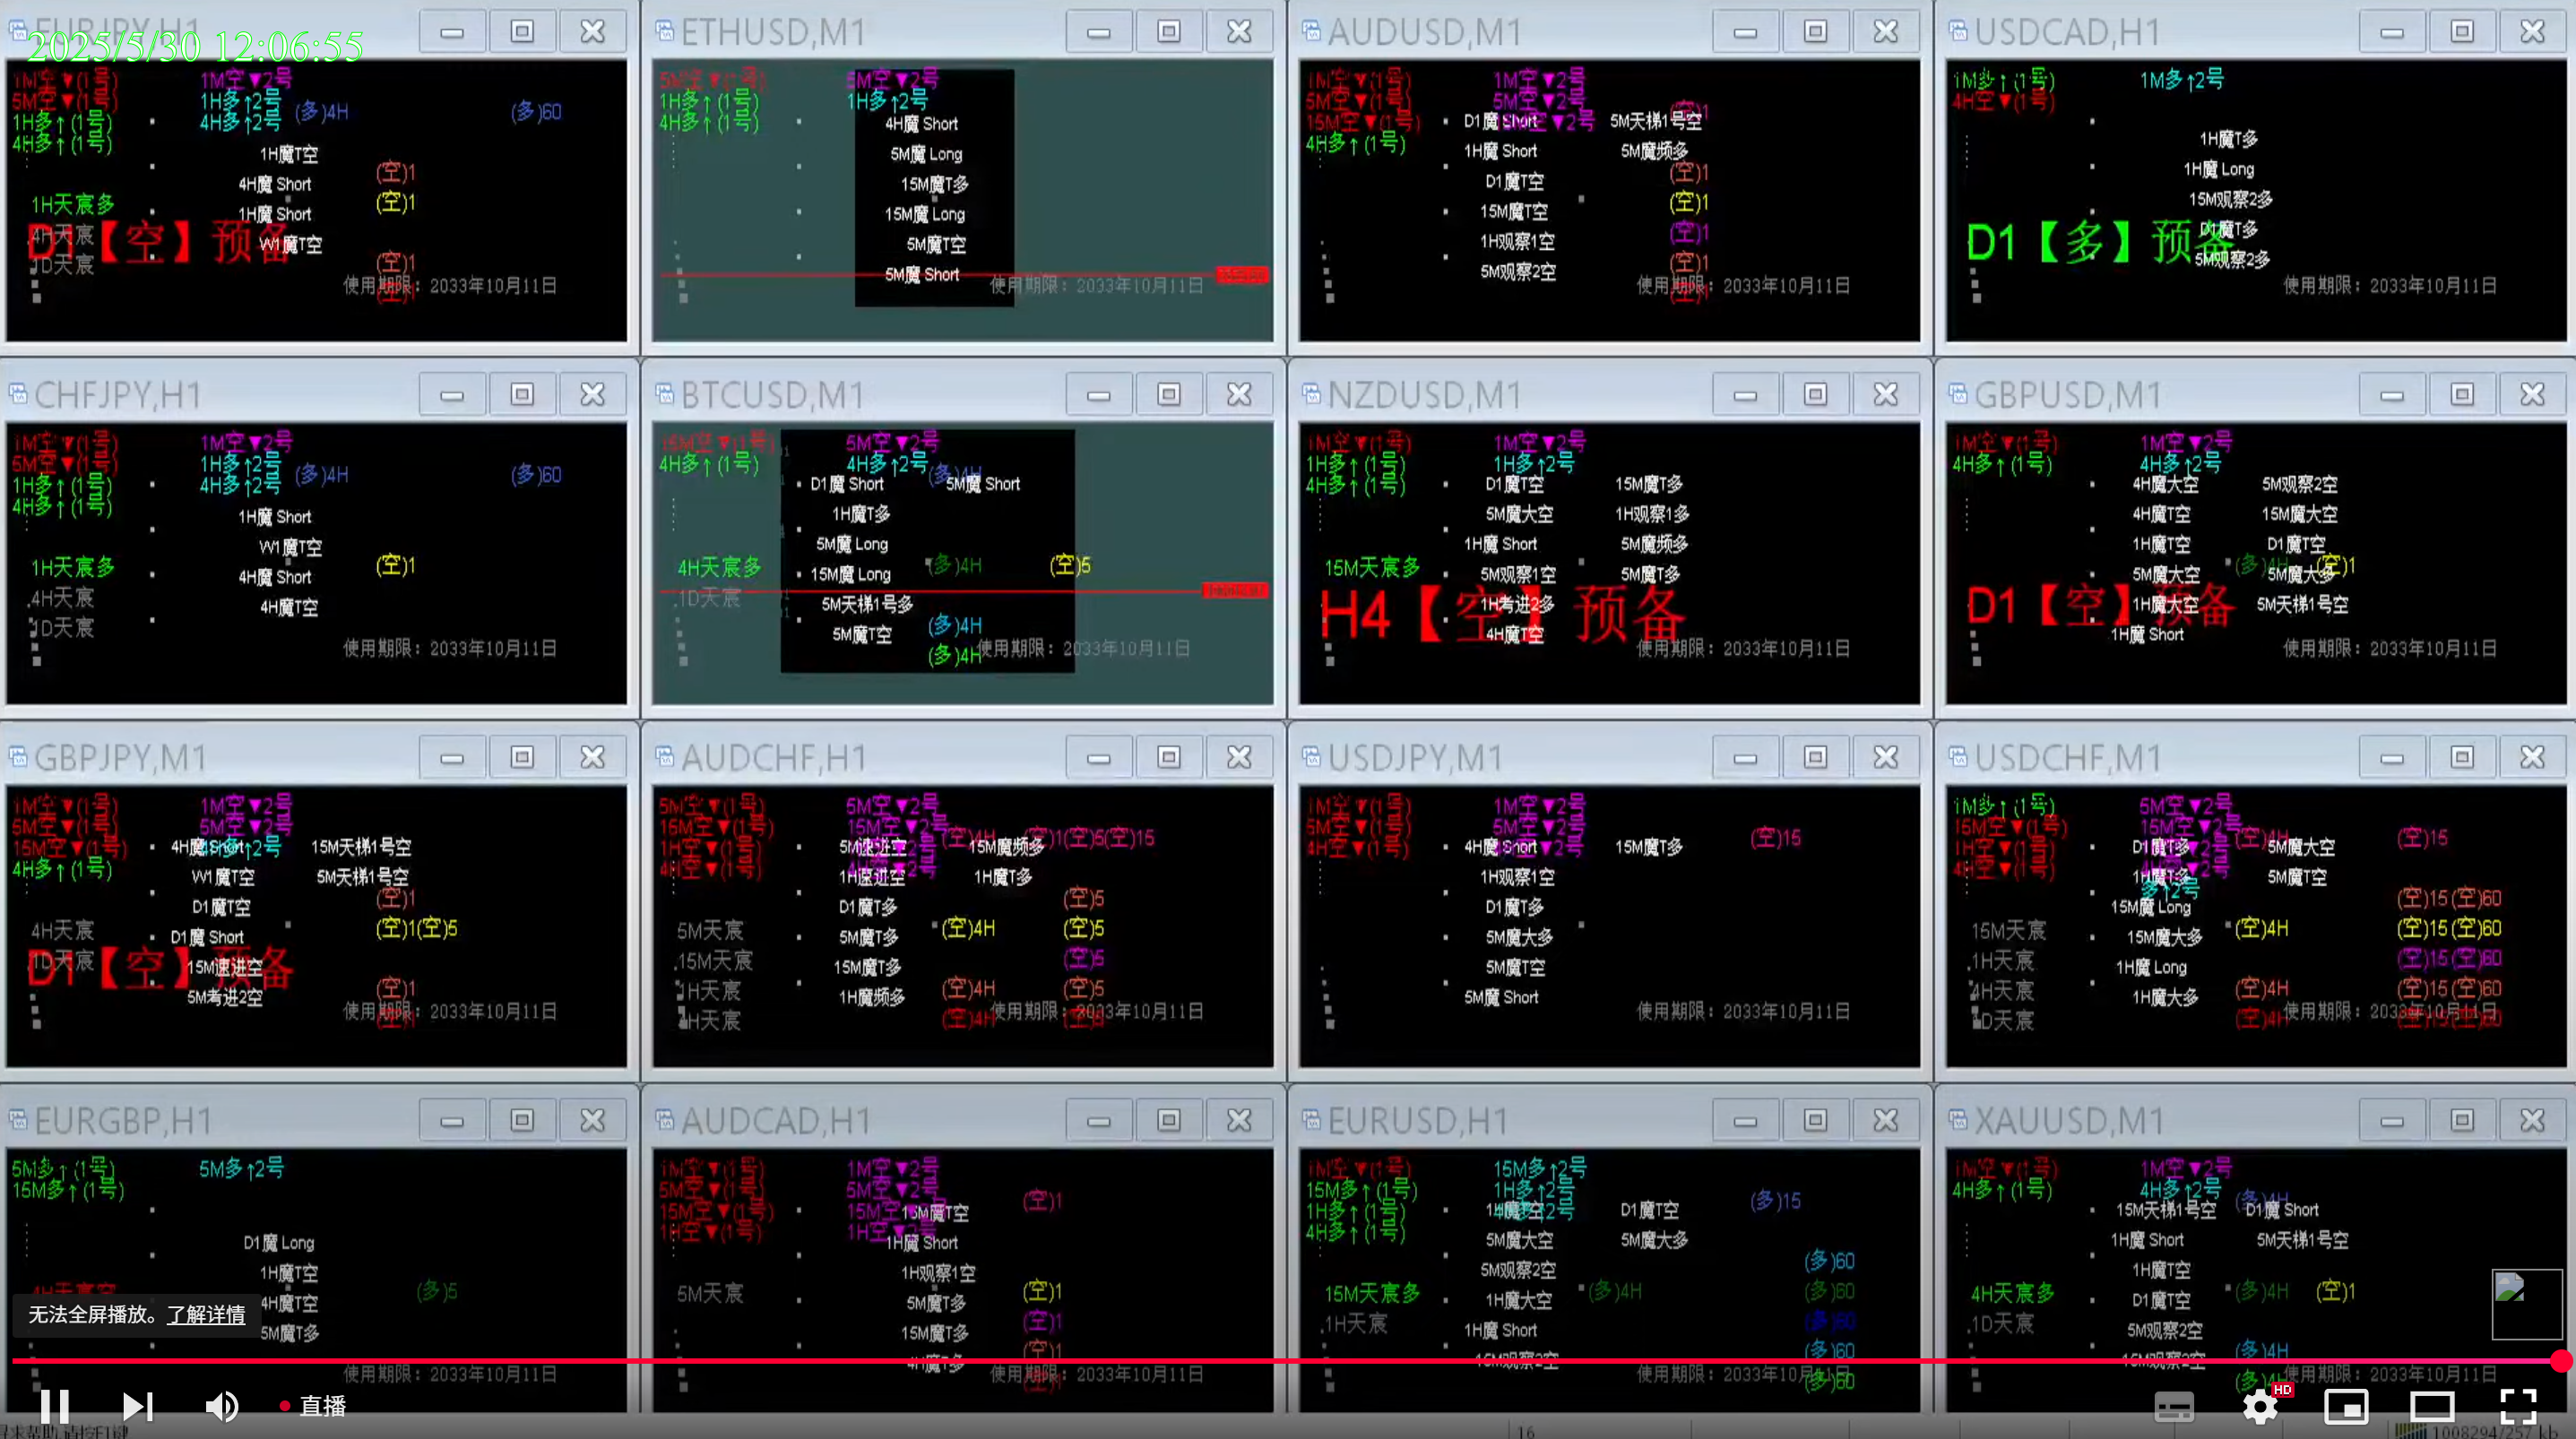 EURJPY,H1
2025/5/30 12:06:55
1M空▼(1号)
1M空▼2号
5M空▼(1号)
1H多↑2号
(多)4H
(多)60
1H多↑(1号)
4H多↑2号
4H多↑(1号)
1H魔T空
4H魔 Short
(空)1
1H天宸多
1H魔 Short
(空)1
4H天宸
D1【空】预备
W1魔T空
1D天宸
(空)1
使用期限：2033年10月11日
ETHUSD,M1
5M空▼(1号)
5M空▼2号
1H多↑(1号)
1H多↑2号
4H多↑(1号)
4H魔 Short
5M魔 Long
15M魔T多
15M魔 Long
5M魔T空
5M魔 Short
使用期限：2033年10月11日
AUDUSD,M1
1M空▼(1号)
1M空▼2号
5M空▼(1号)
5M空▼2号
(空)1
15M空▼(1号)
D1魔 Short
5M天梯1号空
4H多↑(1号)
1H魔 Short
5M魔频多
(空)1
D1魔T空
(空)1
15M魔T空
(空)1
1H观察1空
(空)1
5M观察2空
使用期限：2033年10月11日
USDCAD,H1
1M多↑(1号)
1M多↑2号
4H空▼(1号)
1H魔T多
1H魔 Long
15M观察2多
D1【多】预备
D1魔T多
5M观察2多
使用期限：2033年10月11日
CHFJPY,H1
1M空▼(1号)
1M空▼2号
5M空▼(1号)
1H多↑2号
(多)4H
(多)60
1H多↑(1号)
4H多↑2号
4H多↑(1号)
1H魔 Short
W1魔T空
1H天宸多
(空)1
4H魔 Short
4H天宸
4H魔T空
1D天宸
使用期限：2033年10月11日
BTCUSD,M1
15M空▼(1号)
5M空▼2号
4H多↑(1号)
4H多↑2号
(多)4H
D1魔 Short
5M魔 Short
1H魔T多
5M魔 Long
4H天宸多
15M魔 Long
(多)4H
(空)5
1D天宸
5M天梯1号多
(多)4H
5M魔T空
(多)4H
使用期限：2033年10月11日
NZDUSD,M1
1M空▼(1号)
1M空▼2号
1H多↑(1号)
1H多↑2号
4H多↑(1号)
D1魔T空
15M魔T多
5M魔大空
1H观察1多
1H魔 Short
5M魔频多
15M天宸多
5M观察1空
5M魔T多
H4【空】预备
1H考进2多
4H魔T空
使用期限：2033年10月11日
GBPUSD,M1
1M空▼(1号)
1M空▼2号
4H多↑(1号)
4H多↑2号
4H魔大空
5M观察2空
4H魔T空
15M魔大空
1H魔T空
D1魔T空
5M魔大空
(多)4H
5M魔大多
(空)1
D1【空】预备
1H魔大空
5M天梯1号空
1H魔 Short
使用期限：2033年10月11日
GBPJPY,M1
1M空▼(1号)
1M空▼2号
5M空▼(1号)
5M空▼2号
15M空▼(1号)
4H魔 Short
4H多↑2号
15M天梯1号空
4H多↑(1号)
W1魔T空
5M天梯1号空
(空)1
D1魔T空
4H天宸
(空)1(空)5
D1魔 Short
1D天宸
D1【空】预备
15M速进空
(空)1
5M考进2空
使用期限：2033年10月11日
AUDCHF,H1
5M空▼(1号)
5M空▼2号
15M空▼(1号)
15M空▼2号
(空)4H
(空)1(空)5(空)15
1H空▼(1号)
5M速进空
15M魔频多
4H空▼(1号)
1H速进空
1H魔T多
(空)5
D1魔T多
5M天宸
(空)4H
(空)5
5M魔T多
15M天宸
(空)5
15M魔T多
1H天宸
(空)4H
(空)5
1H魔频多
4H天宸
(空)4H
使用期限：2033年10月11日
USDJPY,M1
1M空▼(1号)
1M空▼2号
5M空▼(1号)
5M空▼2号
4H空▼(1号)
4H魔 Short
15M魔T多
(空)15
1H观察1空
D1魔T多
5M魔大多
5M魔T空
5M魔 Short
使用期限：2033年10月11日
USDCHF,M1
1M多↑(1号)
5M空▼2号
15M空▼(1号)
15M空▼2号
(空)4H
(空)15
1H空▼(1号)
D1魔T多
5M魔大空
4H空▼(1号)
1H魔T多
5M魔T空
多↑2号
(空)15(空)60
15M魔 Long
15M天宸
(空)4H
(空)15(空)60
15M魔大多
1H天宸
1H魔 Long
(空)15(空)60
4H天宸
(空)4H
(空)15(空)60
1H魔大多
1D天宸
(空)4H
(空)15(空)60
使用期限：2033年10月11日
EURGBP,H1
5M多↑(1号)
5M多↑2号
15M多↑(1号)
D1魔 Long
1H魔T空
(多)5
4H魔T空
5M魔T多
使用期限：2033年10月11日
AUDCAD,H1
1M空▼(1号)
1M空▼2号
5M空▼(1号)
5M空▼2号
(空)1
15M空▼(1号)
15M魔T空
1H空▼(1号)
1H空▼2号
1H魔 Short
1H观察1空
5M天宸
(空)1
5M魔T多
(空)1
15M魔T多
(空)1
4H魔T多
使用期限：2033年10月11日
EURUSD,H1
1M空▼(1号)
15M多↑2号
15M多↑(1号)
1H多↑2号
(多)15
1H多↑(1号)
D1魔T空
4H多↑(1号)
5M魔大空
5M魔大多
(多)60
5M观察2空
15M天宸多
(多)4H
(多)60
1H魔大空
1H天宸
(多)60
1H魔 Short
(多)60
15M观察2空
使用期限：2033年10月11日
(多)60
XAUUSD,M1
1M空▼(1号)
1M空▼2号
4H多↑(1号)
4H多↑2号
(多)4H
15M天梯1号空
D1魔 Short
1H魔 Short
5M天梯1号空
1H魔T空
4H天宸多
(多)4H
(空)1
D1魔T空
1D天宸
5M观察2空
(多)4H
15M观察2空
使用期限：2033年10月11日
无法全屏播放。了解详情
直播
HD
16